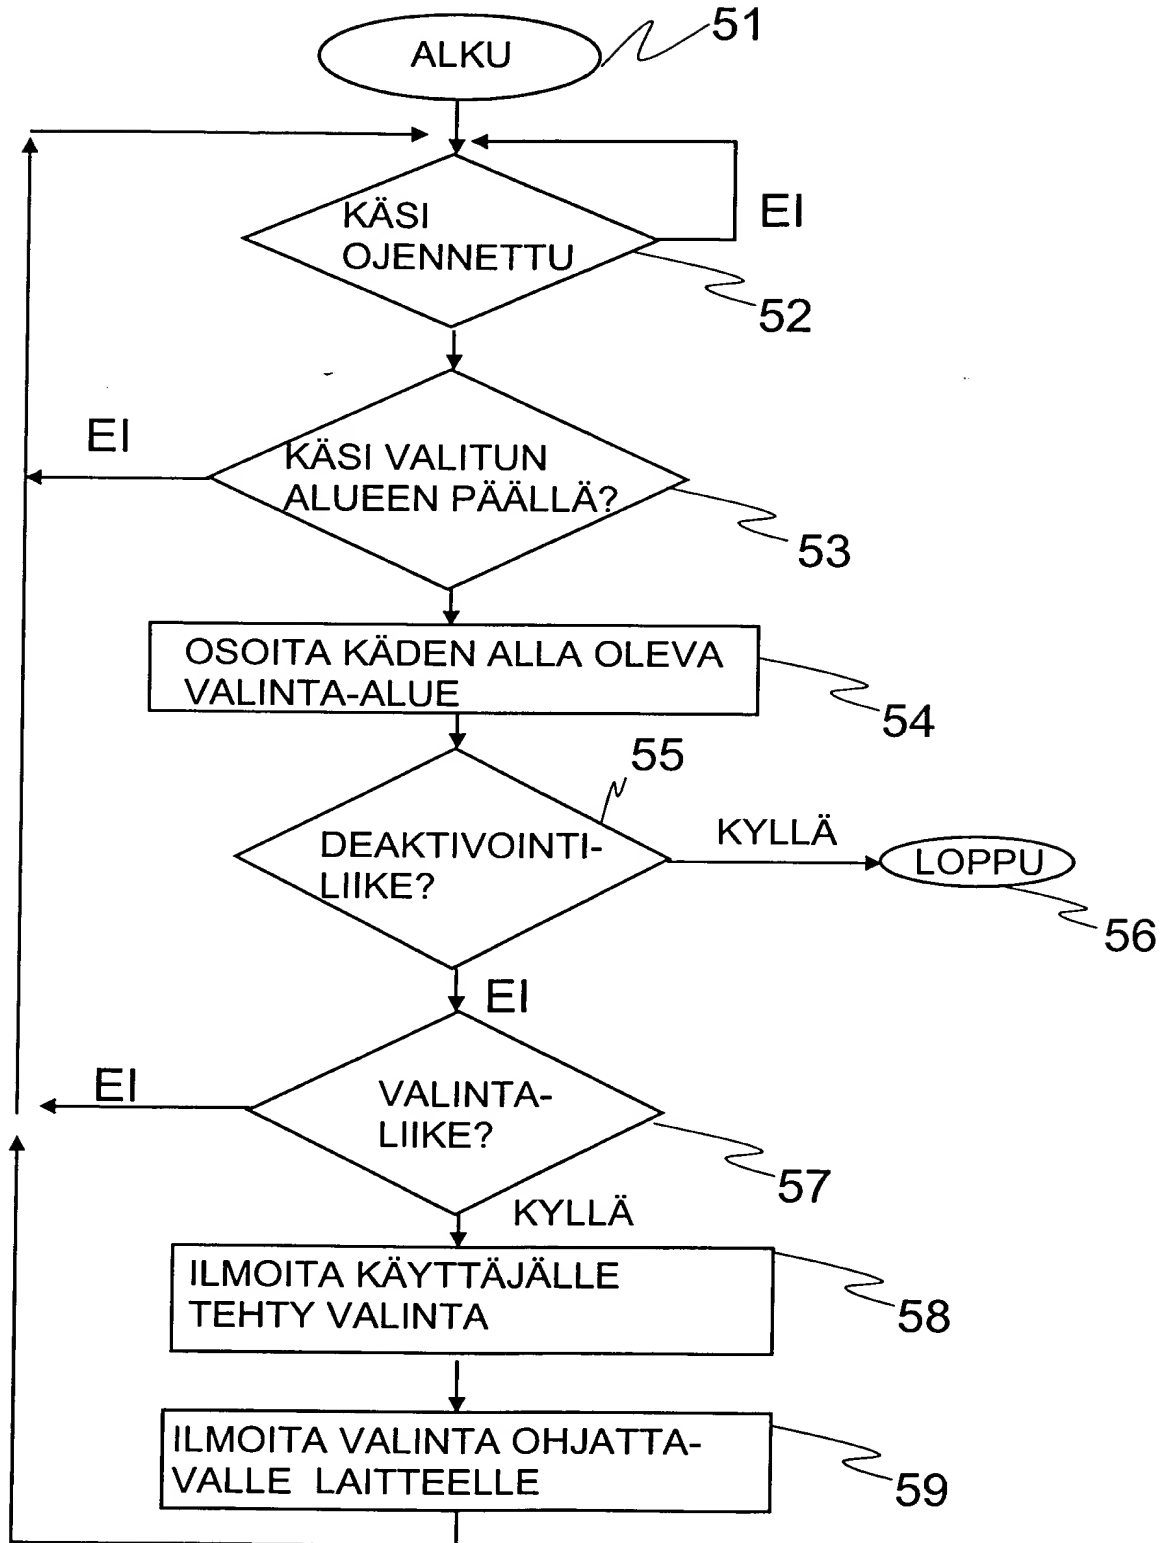 ALKU
51
KÄSI
OJENNETTU
EI
52
EI
KÄSI VALITUN
ALUEEN PÄÄLLÄ?
53
OSOITA KÄDEN ALLA OLEVA
VALINTA-ALUE
54
55
DEAKTIVOINTI-
LIIKE?
KYLLÄ
LOPPU
56
EI
EI
VALINTA-
LIIKE?
57
KYLLÄ
ILMOITA KÄYTTÄJÄLLE
TEHTY VALINTA
58
ILMOITA VALINTA OHJATTA-
VALLE LAITTEELLE
59